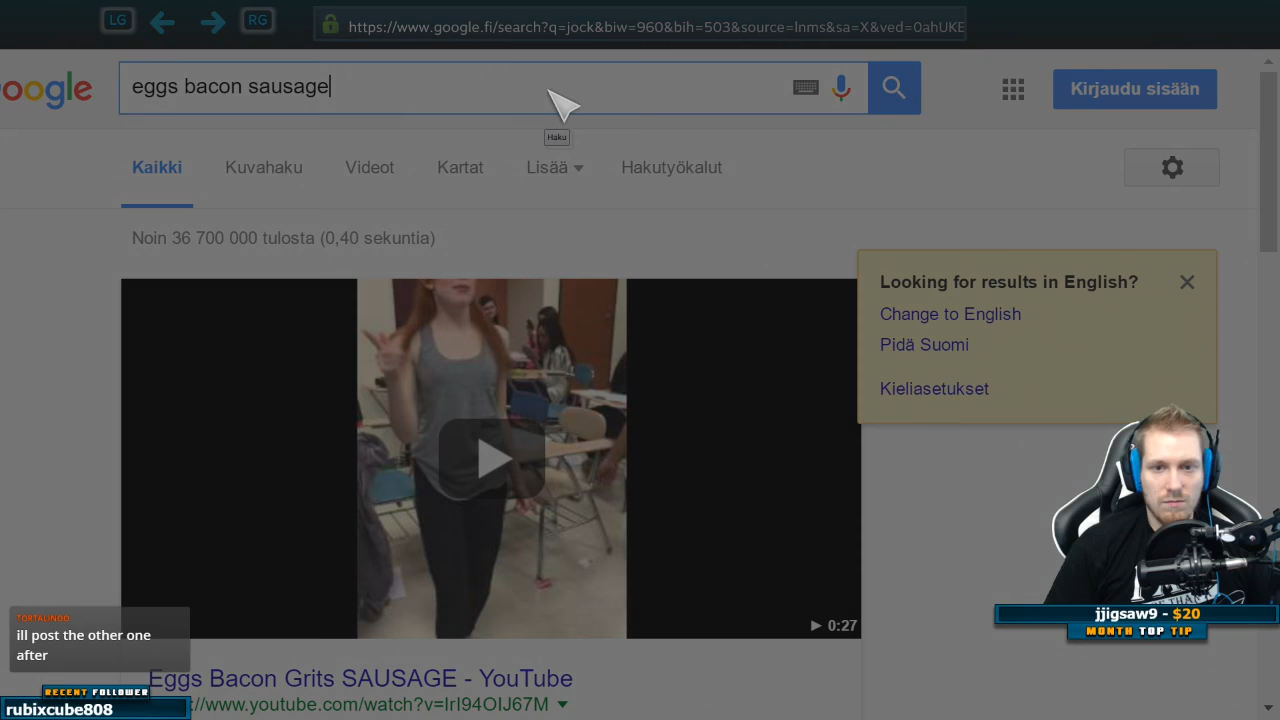 LG
RG
https://www.google.fi/search?q=jock&biw=960&bih=503&source=lnms&sa=X&ved=0ahUKE
oogle
eggs bacon sausage
Kirjaudu sisään
Haku
Kaikki
Kuvahaku
Videot
Kartat
Lisää
Hakutyökalut
Noin 36 700 000 tulosta (0,40 sekuntia)
Looking for results in English?
Change to English
Pidä Suomi
Kieliasetukset
0:27
jjigsaw9 - $20
MONTH TOP TIP
ill post the other one
after
Eggs Bacon Grits SAUSAGE - YouTube
://www.youtube.com/watch?v=IrI94OIJ67M
RECENT FOLLOWER
rubixcube808